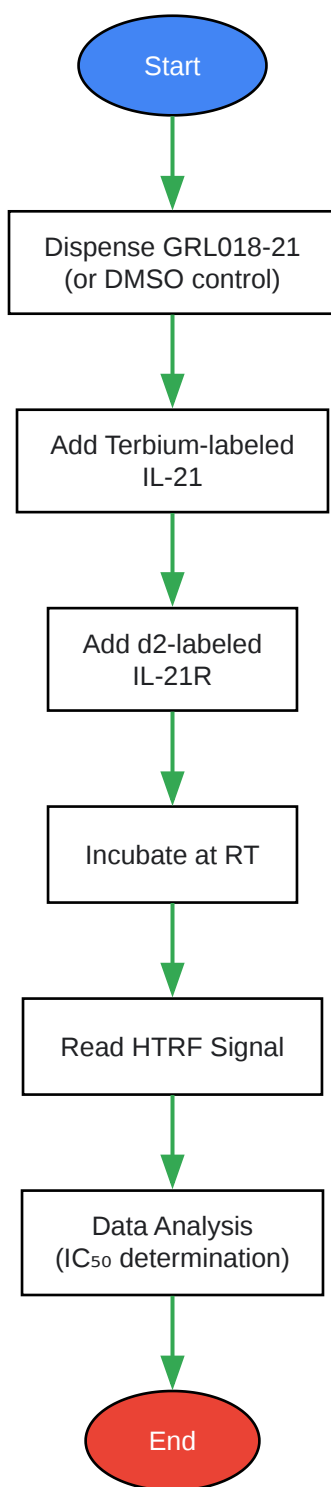 Start
Dispense GRL018-21
(or DMSO control)
Add Terbium-labeled
IL-21
Add d2-labeled
IL-21R
Incubate at RT
Read HTRF Signal
Data Analysis
(IC₅₀ determination)
End